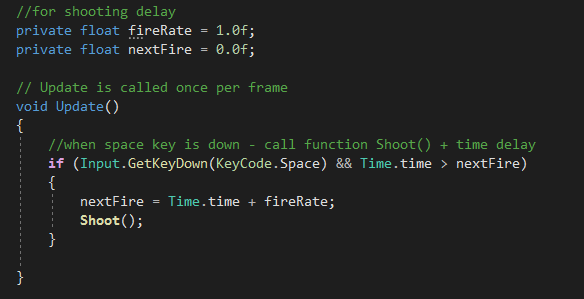 //for shooting delay
private float fireRate = 1.0f;
private float nextFire = 0.0f;
// Update is called once per frame
void Update()
{
//when space key is down - call function Shoot() + time delay
if (Input.GetKeyDown(KeyCode.Space) && Time.time > nextFire)
{
nextFire = Time.time + fireRate;
Shoot();
}
}